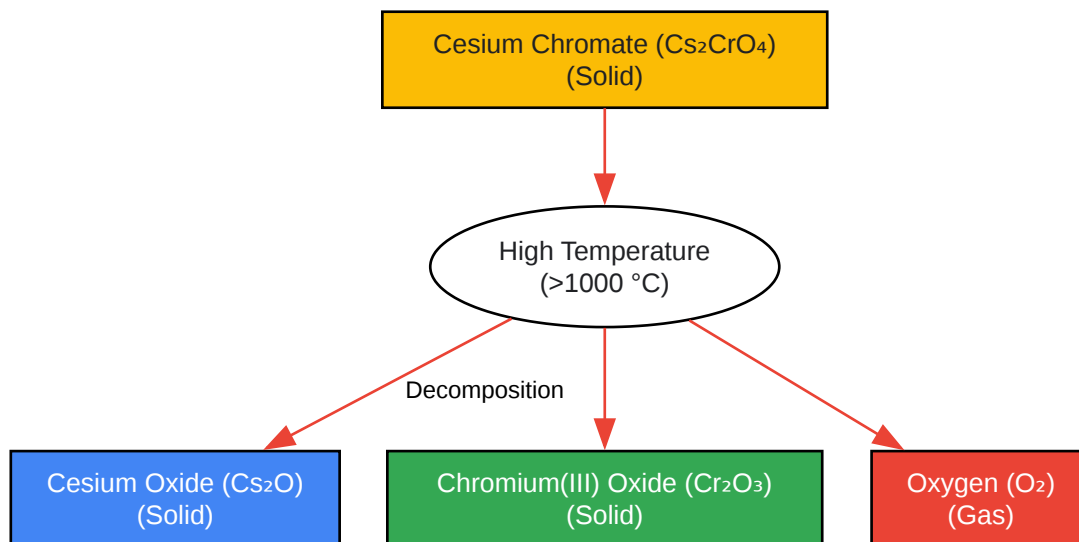 Cesium Chromate (Cs₂CrO₄)
(Solid)
High Temperature
(>1000 °C)
Decomposition
Cesium Oxide (Cs₂O)
(Solid)
Chromium(III) Oxide (Cr₂O₃)
(Solid)
Oxygen (O₂)
(Gas)